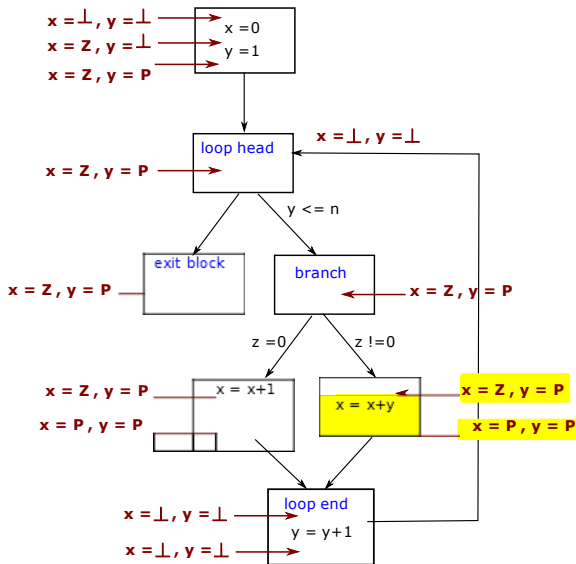 x =⊥, y =⊥
x = Z, y =⊥
x = Z, y = P
x =0
y =1
x =⊥, y =⊥
loop head
x = Z, y = P
y <= n
exit block
branch
x = Z, y = P
x = Z, y = P
z =0
z !=0
x = Z, y = P
x = P, y = P
x = x+1
x = x+y
x = Z, y = P
x = P, y = P
loop end
x =⊥, y =⊥
y = y+1
x =⊥, y =⊥